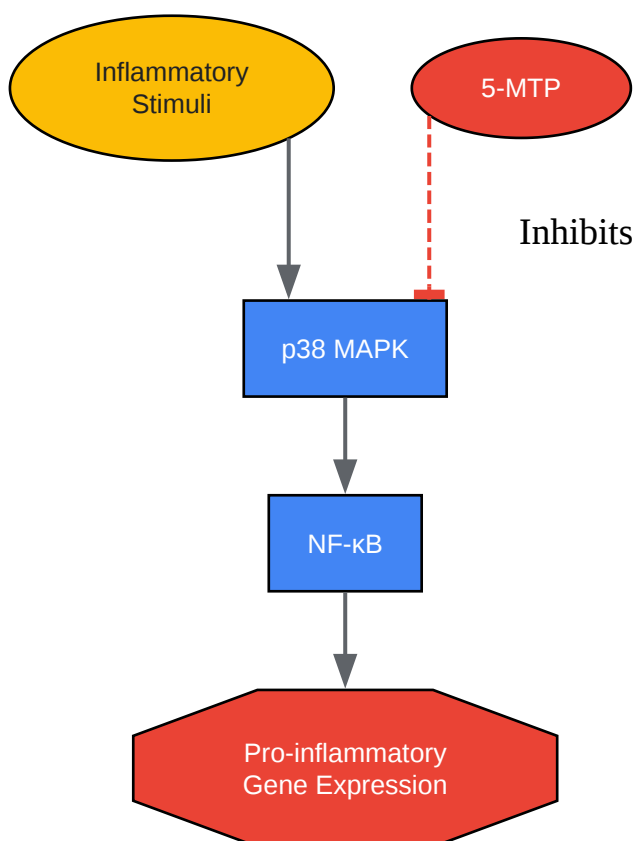 Inflammatory
Stimuli
5-MTP
Inhibits
p38 MAPK
NF-κB
Pro-inflammatory
Gene Expression